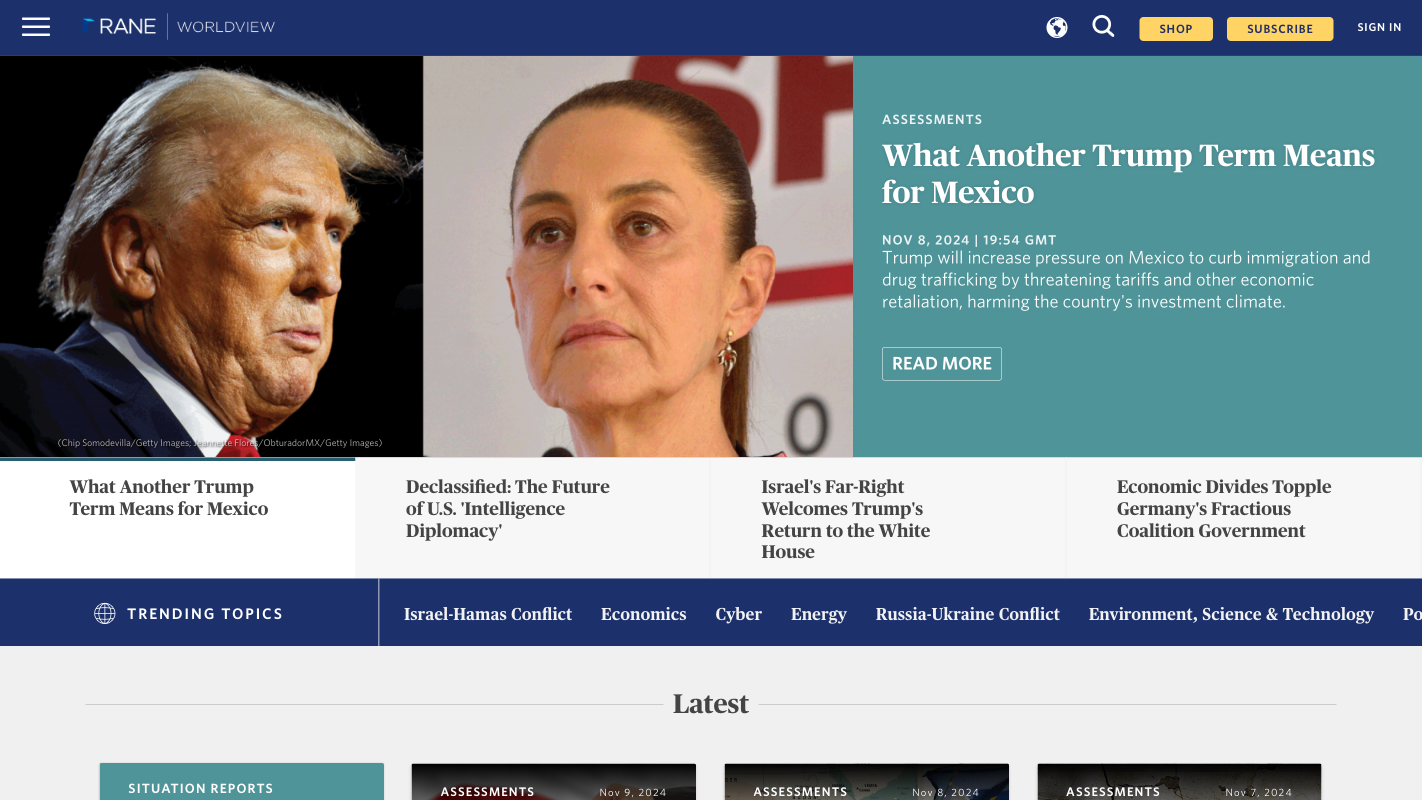 RANE | WORLDVIEW
SHOP
SUBSCRIBE
SIGN IN
ASSESSMENTS
What Another Trump Term Means
for Mexico
NOV 8, 2024 | 19:54 GMT
Trump will increase pressure on Mexico to curb immigration and
drug trafficking by threatening tariffs and other economic
retaliation, harming the country's investment climate.
READ MORE
(Chip Somodevilla/Getty Images; Jeannette Flores/ObturadorMX/Getty Images)
What Another Trump
Term Means for Mexico
Declassified: The Future
of U.S. 'Intelligence
Diplomacy'
Israel's Far-Right
Welcomes Trump's
Return to the White
House
Economic Divides Topple
Germany's Fractious
Coalition Government
TRENDING TOPICS
Israel-Hamas Conflict
Economics
Cyber
Energy
Russia-Ukraine Conflict
Environment, Science & Technology
Po
Latest
SITUATION REPORTS
ASSESSMENTS
Nov 9, 2024
ASSESSMENTS
Nov 8, 2024
ASSESSMENTS
Nov 7, 2024